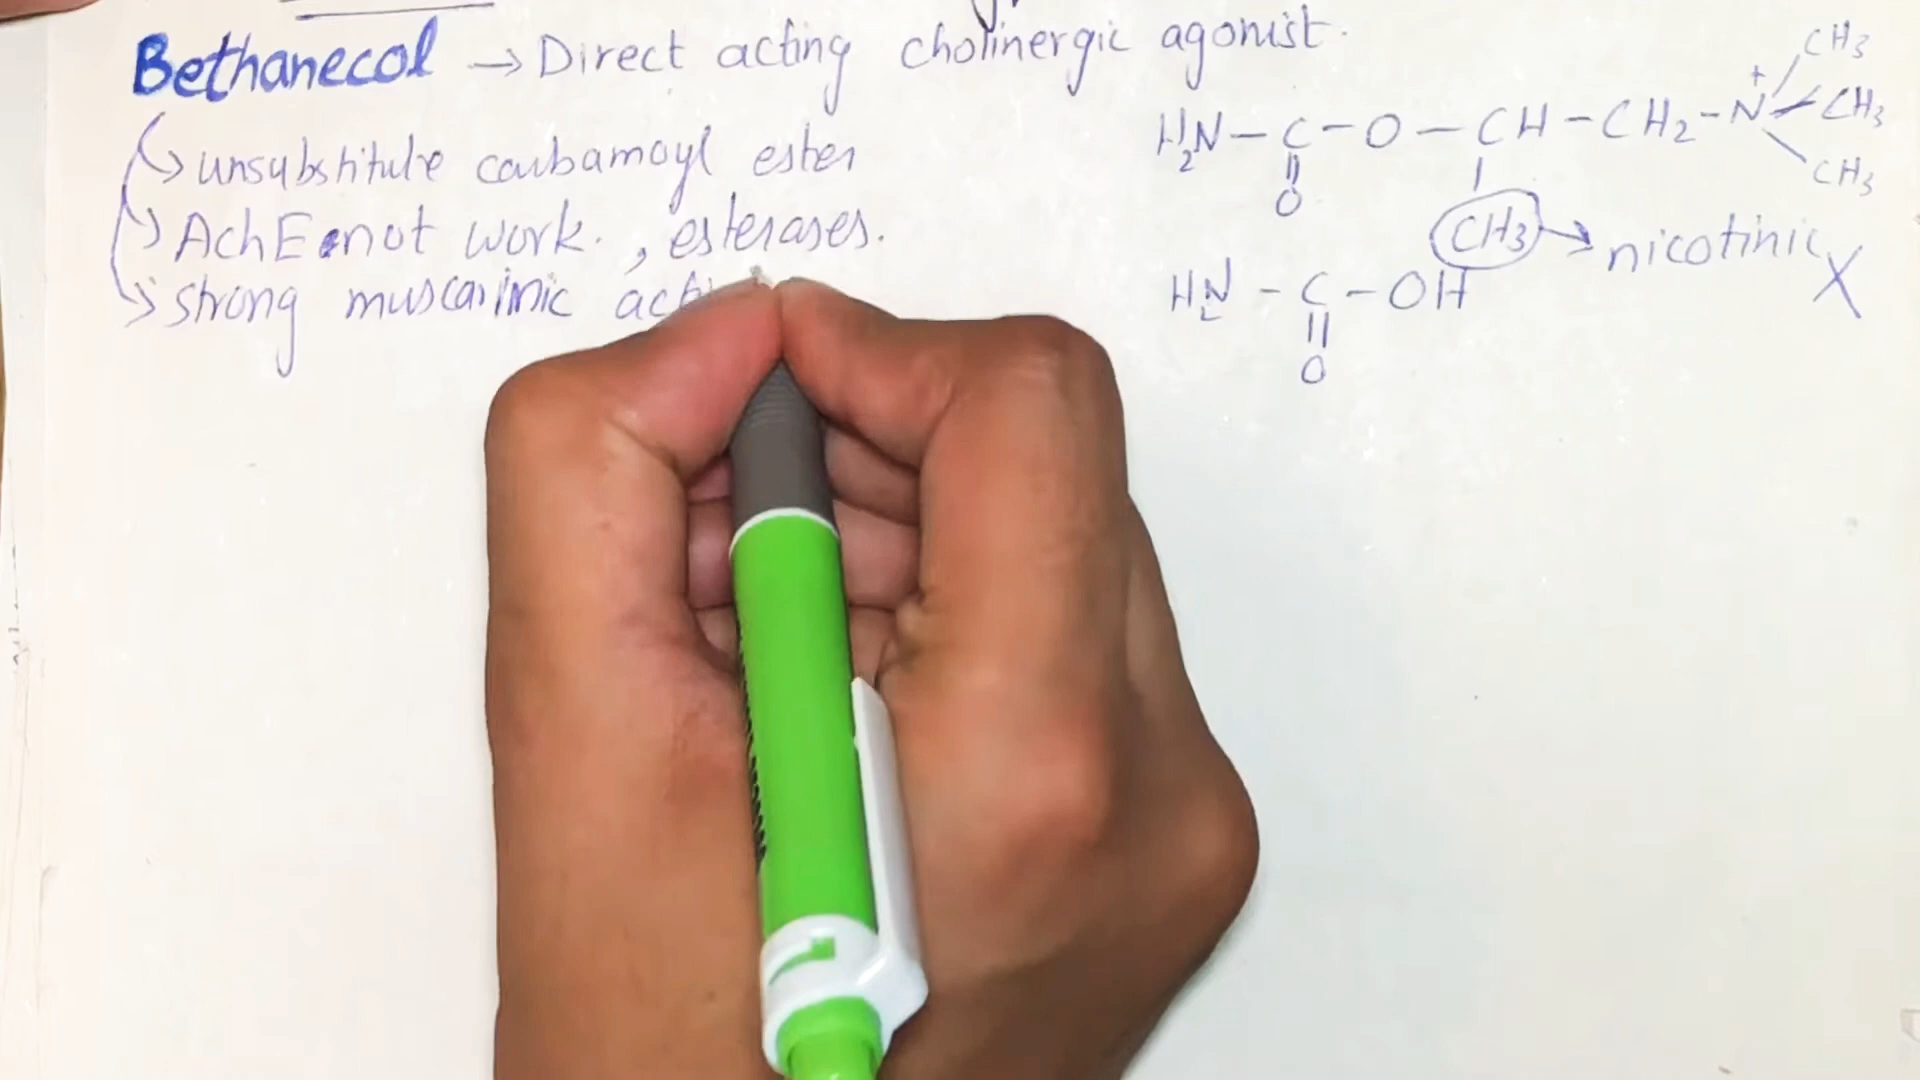 Bethanecol → Direct acting cholinergic agonist.
unsubstitute carbamoyl ester
AchE not work. , esterases.
strong muscarinic
H2N - C - O - CH - CH2 - N+
CH3
CH3
CH3
O
CH3 → nicotinic X
H2N - C - OH
O